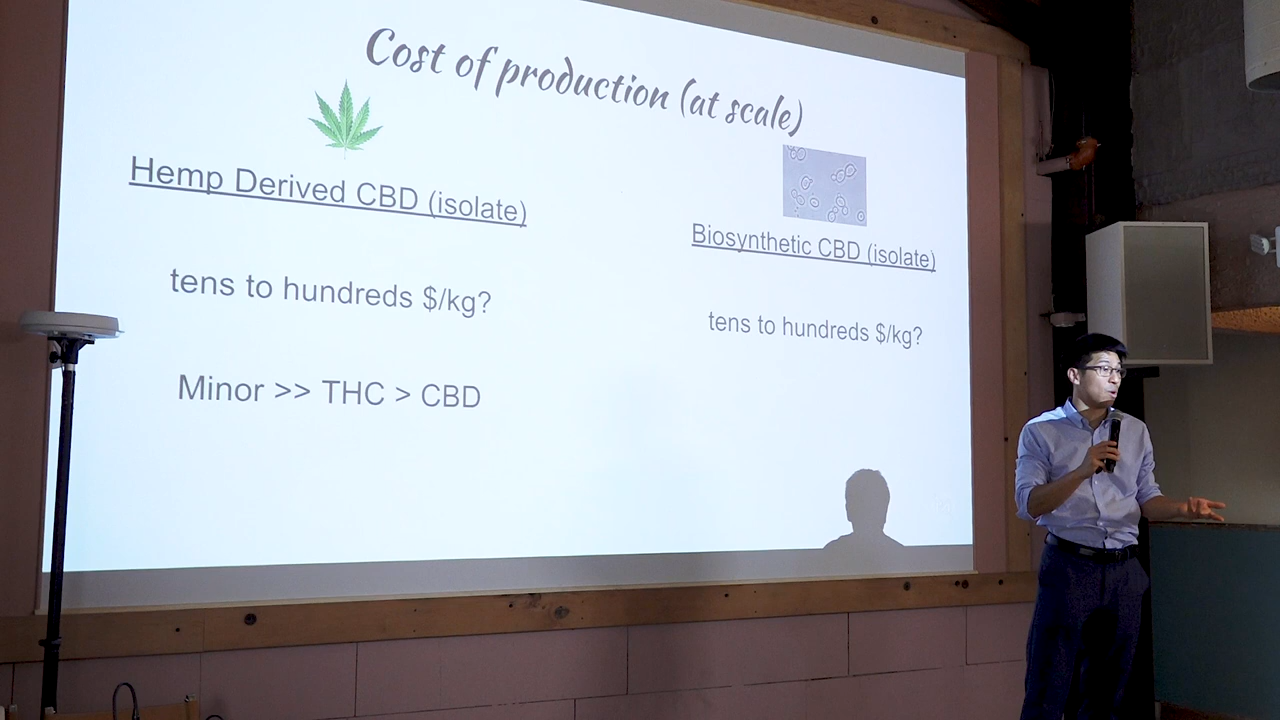 Cost of production (at scale)
Hemp Derived CBD (isolate)
tens to hundreds $/kg?
Minor >> THC > CBD
Biosynthetic CBD (isolate)
tens to hundreds $/kg?